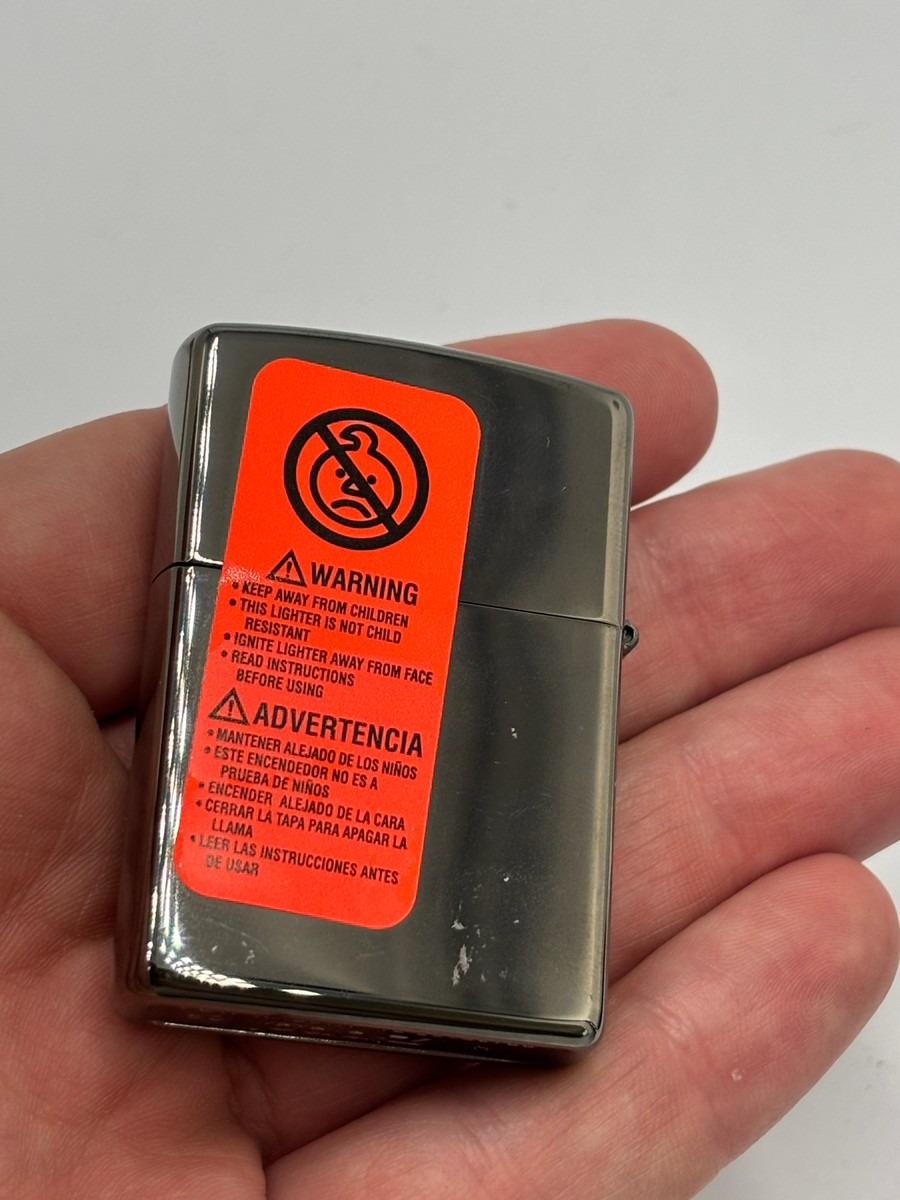 ⚠ WARNING
• KEEP AWAY FROM CHILDREN
• THIS LIGHTER IS NOT CHILD
RESISTANT
• IGNITE LIGHTER AWAY FROM FACE
• READ INSTRUCTIONS
BEFORE USING
⚠ ADVERTENCIA
• MANTENER ALEJADO DE LOS NIÑOS
• ESTE ENCENDEDOR NO ES A
PRUEBA DE NIÑOS
• ENCENDER ALEJADO DE LA CARA
• CERRAR LA TAPA PARA APAGAR LA
LLAMA
• LEER LAS INSTRUCCIONES ANTES
DE USAR